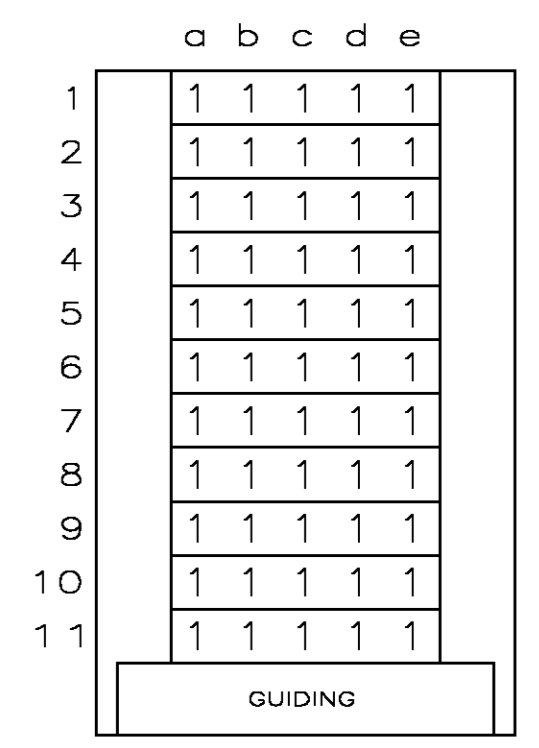 a b c d e
1 1 1 1 1 1
2 1 1 1 1 1
3 1 1 1 1 1
4 1 1 1 1 1
5 1 1 1 1 1
6 1 1 1 1 1
7 1 1 1 1 1
8 1 1 1 1 1
9 1 1 1 1 1
10 1 1 1 1 1
11 1 1 1 1 1
GUIDING